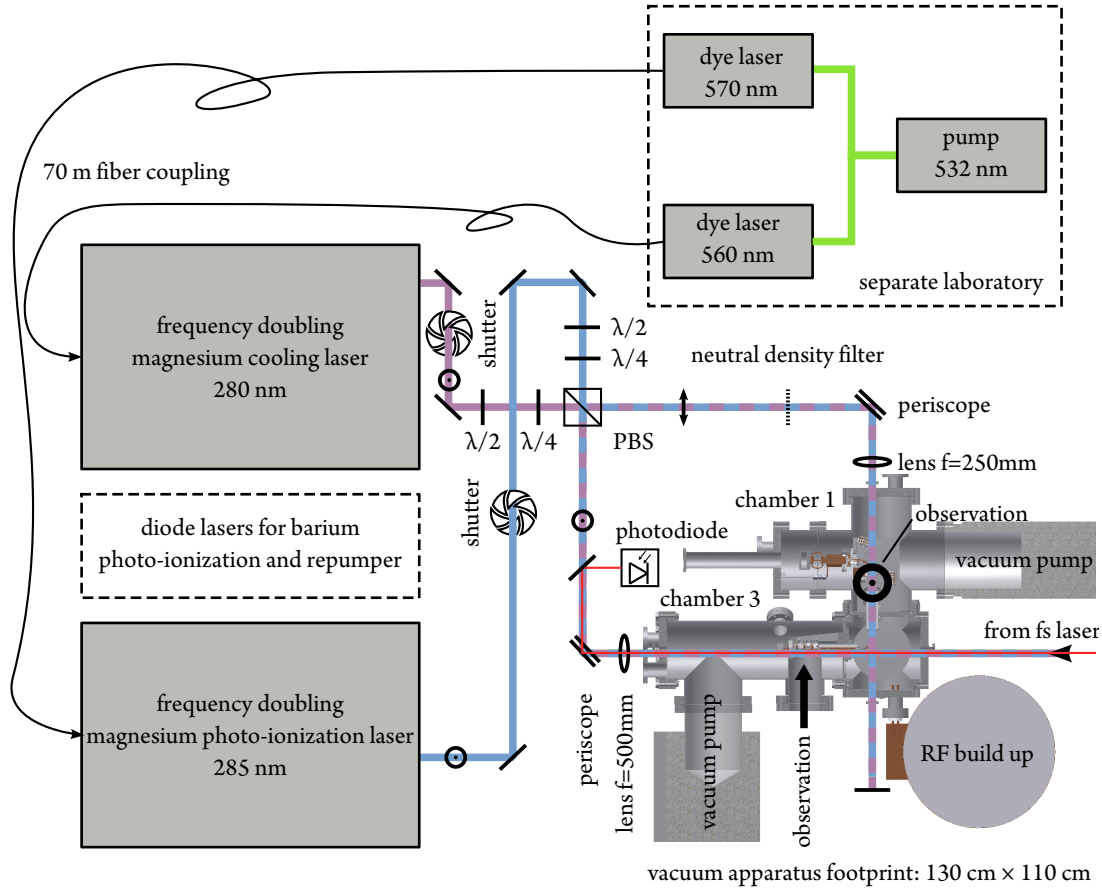 dye laser
570 nm
pump
532 nm
70 m fiber coupling
dye laser
560 nm
separate laboratory
frequency doubling
magnesium cooling laser
280 nm
shutter
λ/2
λ/4
neutral density filter
periscope
λ/2
λ/4
PBS
lens f=250mm
chamber 1
observation
shutter
diode lasers for barium
photo-ionization and repumper
photodiode
vacuum pump
chamber 3
from fs laser
frequency doubling
magnesium photo-ionization laser
285 nm
periscope
lens f=500mm
vacuum pump
observation
RF build up
vacuum apparatus footprint: 130 cm × 110 cm